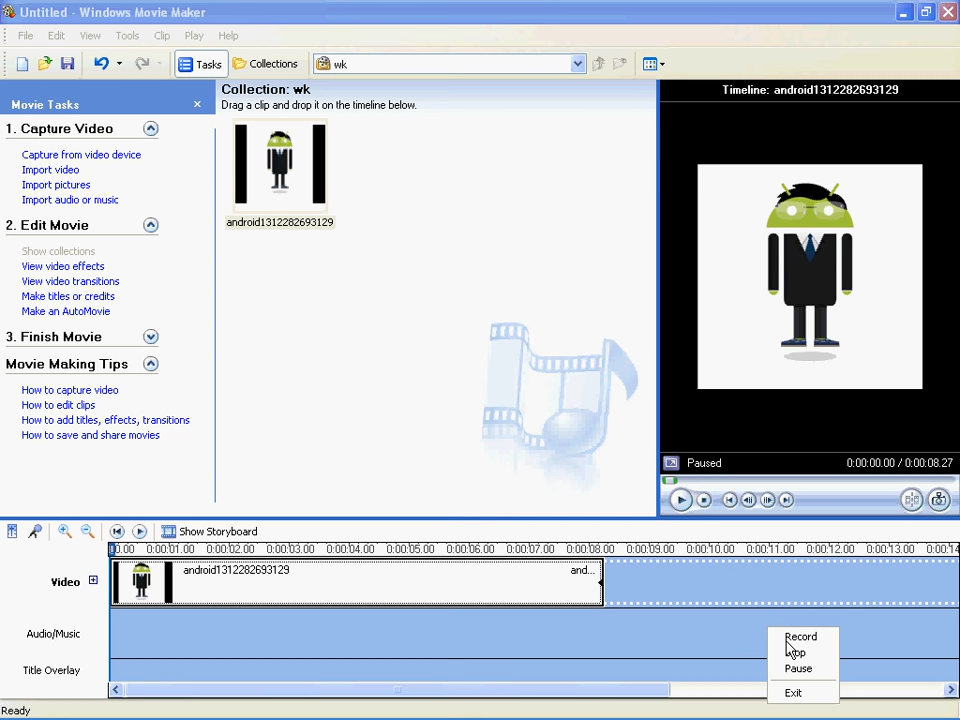 Untitled - Windows Movie Maker
File Edit View Tools Clip Play Help
Tasks Collections wk
Movie Tasks
1. Capture Video
Capture from video device
Import video
Import pictures
Import audio or music
2. Edit Movie
Show collections
View video effects
View video transitions
Make titles or credits
Make an AutoMovie
3. Finish Movie
Movie Making Tips
How to capture video
How to edit clips
How to add titles, effects, transitions
How to save and share movies
Collection: wk
Drag a clip and drop it on the timeline below.
android1312282693129
Timeline: android1312282693129
Paused 0:00:00.00 / 0:00:08.27
Show Storyboard
0.00 0:00:01.00 0:00:02.00 0:00:03.00 0:00:04.00 0:00:05.00 0:00:06.00 0:00:07.00 0:00:08.00 0:00:09.00 0:00:10.00 0:00:11.00 0:00:12.00 0:00:13.00 0:00:14
Video android1312282693129 and...
Audio/Music
Title Overlay
Record
Pause
Exit
Ready